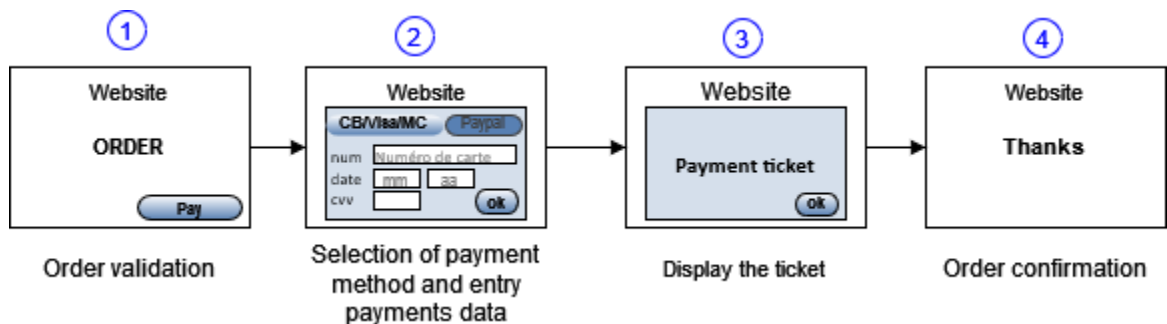 1
2
3
4
Website
ORDER
Pay
Order validation
Website
CB/Visa/MC
Paypal
num
Numéro de carte
date
mm
aa
cvv
ok
Selection of payment
method and entry
payments data
Website
Payment ticket
ok
Display the ticket
Website
Thanks
Order confirmation